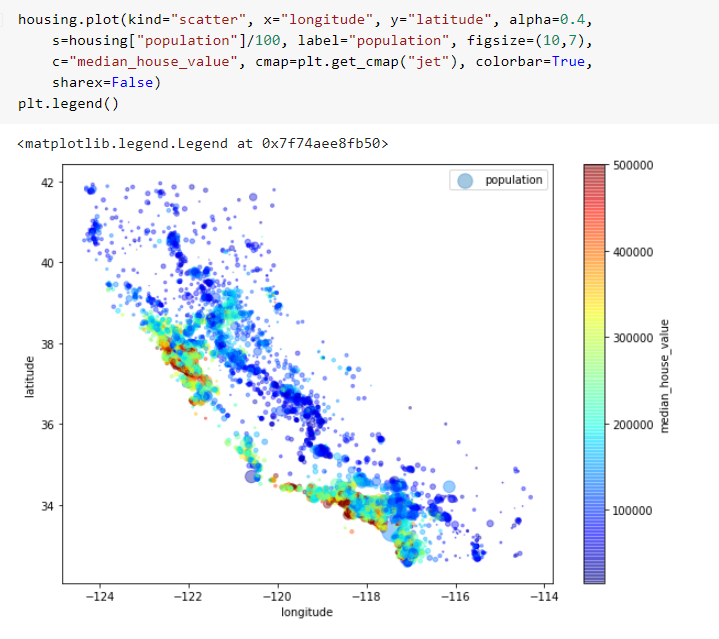 housing.plot(kind="scatter", x="longitude", y="latitude", alpha=0.4,
s=housing["population"]/100, label="population", figsize=(10,7),
c="median_house_value", cmap=plt.get_cmap("jet"), colorbar=True,
sharex=False)
plt.legend()
<matplotlib.legend.Legend at 0x7f74aee8fb50>
population
42
40
38
36
34
latitude
−124
−122
−120
−118
−116
−114
longitude
500000
400000
300000
200000
100000
median_house_value